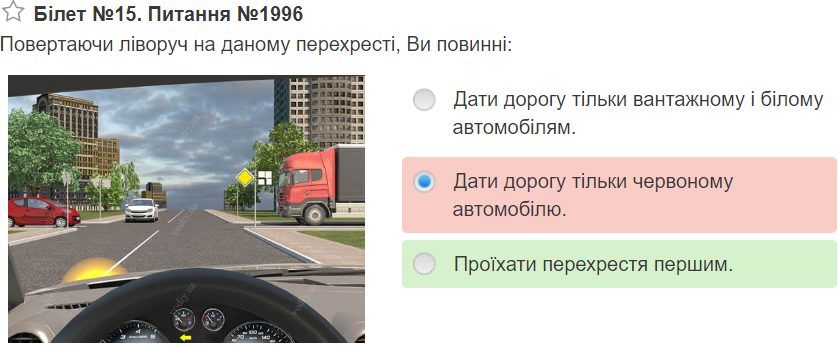 Білет №15. Питання №1996
Повертаючи ліворуч на даному перехресті, Ви повинні:
Дати дорогу тільки вантажному і білому
автомобілям.
Дати дорогу тільки червоному
автомобілю.
Проїхати перехрестя першим.